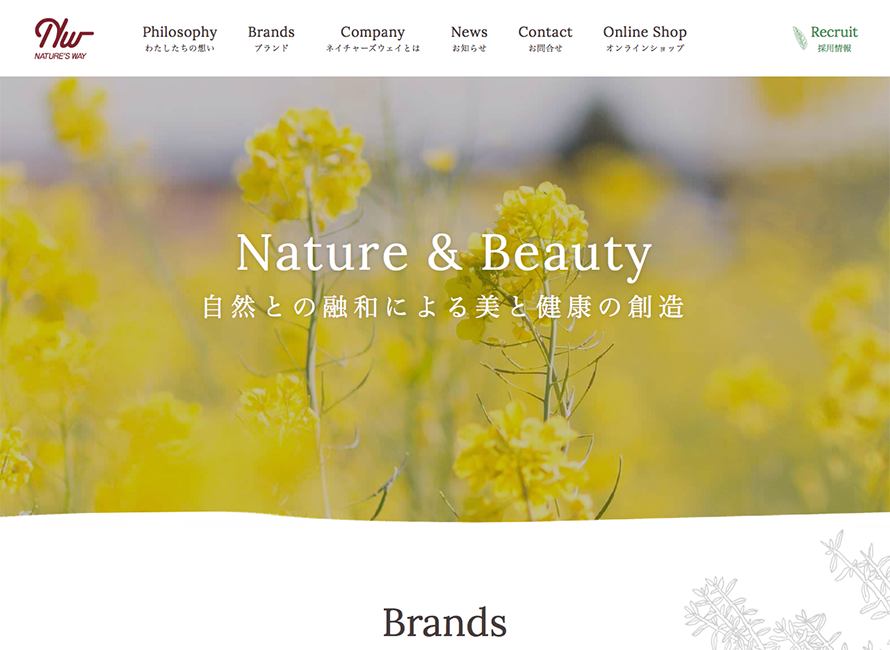 Nw
NATURE'S WAY
Philosophy
わたしたちの想い
Brands
ブランド
Company
ネイチャーズウェイとは
News
お知らせ
Contact
お問合せ
Online Shop
オンラインショップ
Recruit
採用情報
Nature & Beauty
自然との融和による美と健康の創造
Brands